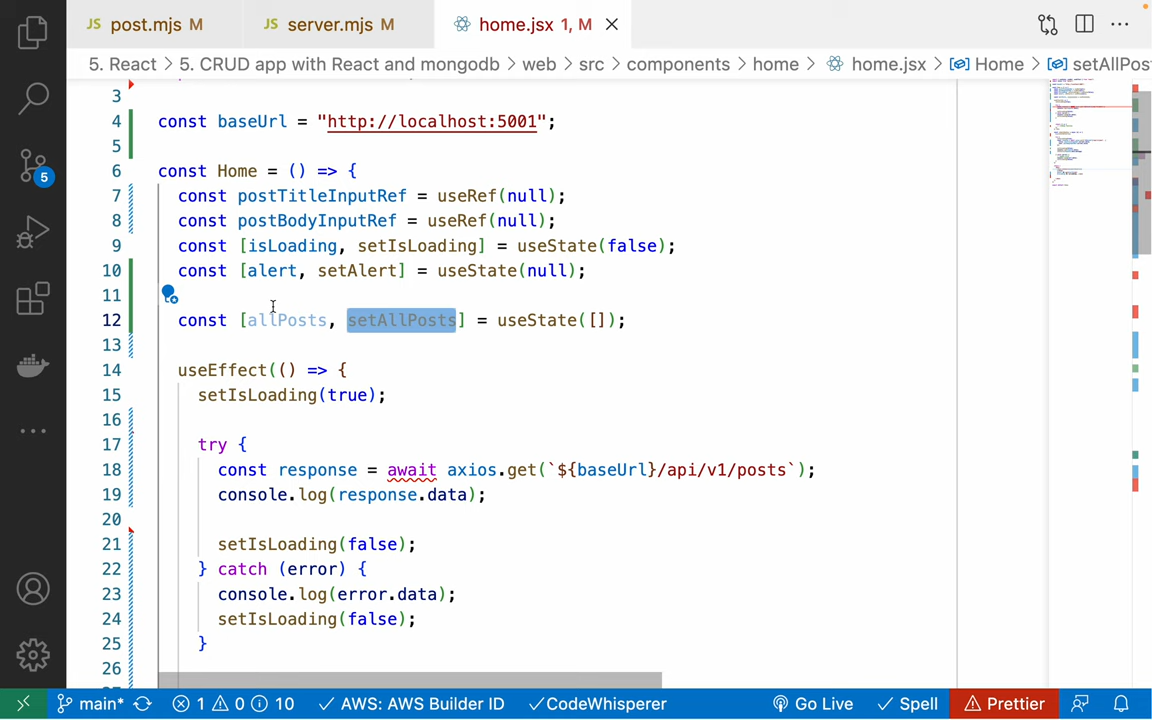 JS post.mjs M
JS server.mjs M
home.jsx 1, M
5. React > 5. CRUD app with React and mongodb > web > src > components > home > home.jsx > Home > setAllPos
3
4 const baseUrl = "http://localhost:5001";
5
6 const Home = () => {
7 const postTitleInputRef = useRef(null);
8 const postBodyInputRef = useRef(null);
9 const [isLoading, setIsLoading] = useState(false);
10 const [alert, setAlert] = useState(null);
11
12 const [allPosts, setAllPosts] = useState([]);
13
14 useEffect(() => {
15 setIsLoading(true);
16
17 try {
18 const response = await axios.get(`${baseUrl}/api/v1/posts`);
19 console.log(response.data);
20
21 setIsLoading(false);
22 } catch (error) {
23 console.log(error.data);
24 setIsLoading(false);
25 }
26
5
main* 1 0 10 AWS: AWS Builder ID CodeWhisperer Go Live Spell Prettier